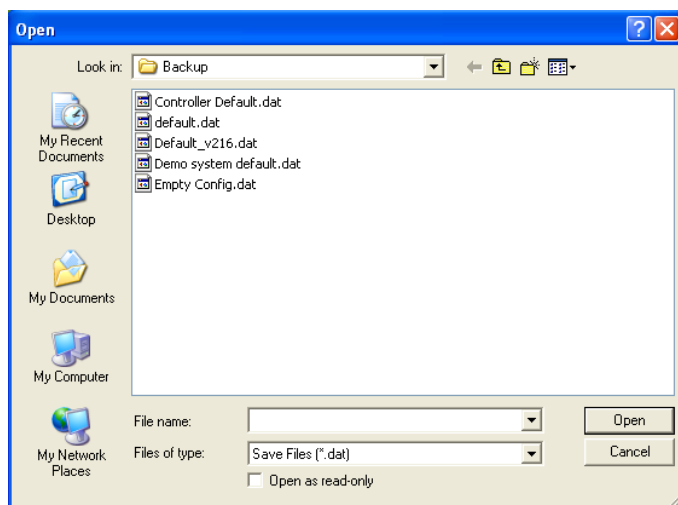 Open
Look in: Backup
My Recent
Documents
Desktop
My Documents
My Computer
My Network
Places
Controller Default.dat
default.dat
Default_v216.dat
Demo system default.dat
Empty Config.dat
File name:
Open
Files of type: Save Files (*.dat)
Cancel
Open as read-only